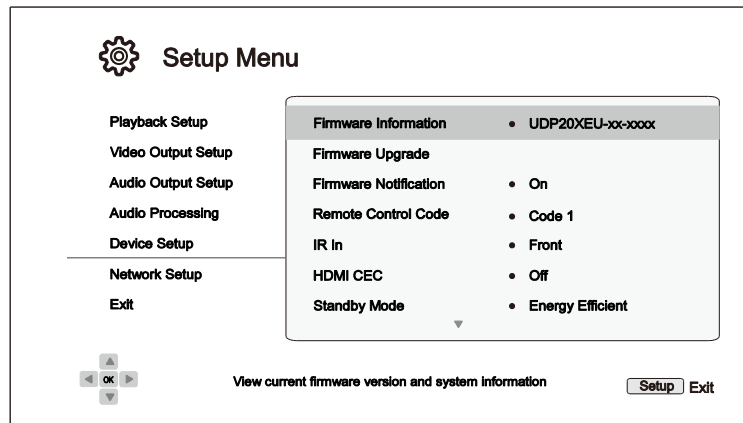 Setup Menu
Playback Setup
Video Output Setup
Audio Output Setup
Audio Processing
Device Setup
Network Setup
Exit
Firmware Information • UDP20XEU-xx-xxxx
Firmware Upgrade
Firmware Notification • On
Remote Control Code • Code 1
IR In • Front
HDMI CEC • Off
Standby Mode • Energy Efficient
OK
View current firmware version and system information
Setup Exit